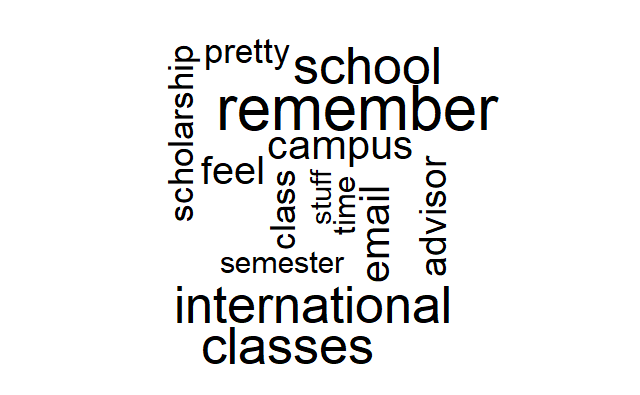 scholarship
pretty
school
remember
campus
feel
class
stuff
time
email
advisor
semester
international
classes